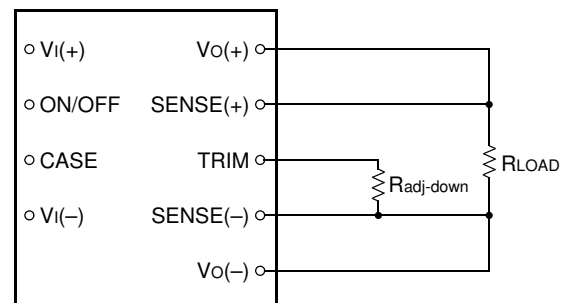 VI(+)
VO(+)
ON/OFF
SENSE(+)
CASE
TRIM
RLOAD
Radj-down
VI(–)
SENSE(–)
VO(–)